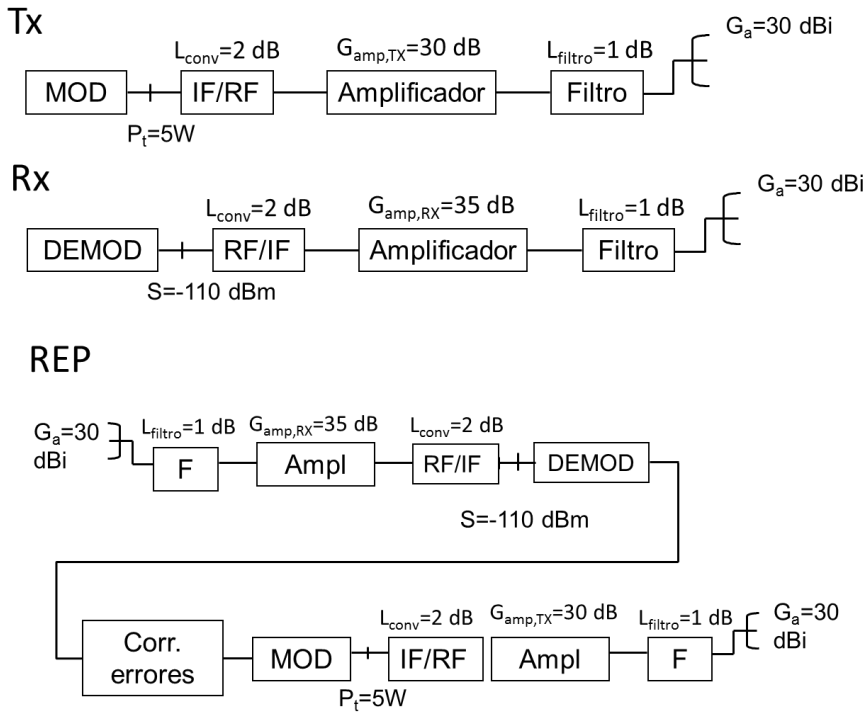 Tx
L_conv=2 dB G_amp,TX=30 dB L_filtro=1 dB G_a=30 dBi
MOD IF/RF Amplificador Filtro
P_t=5W
Rx
L_conv=2 dB G_amp,RX=35 dB L_filtro=1 dB G_a=30 dBi
DEMOD RF/IF Amplificador Filtro
S=-110 dBm
REP
G_a=30 dBi L_filtro=1 dB G_amp,RX=35 dB L_conv=2 dB
F Ampl RF/IF DEMOD
S=-110 dBm
L_conv=2 dB G_amp,TX=30 dB L_filtro=1 dB G_a=30 dBi
Corr. errores MOD IF/RF Ampl F
P_t=5W